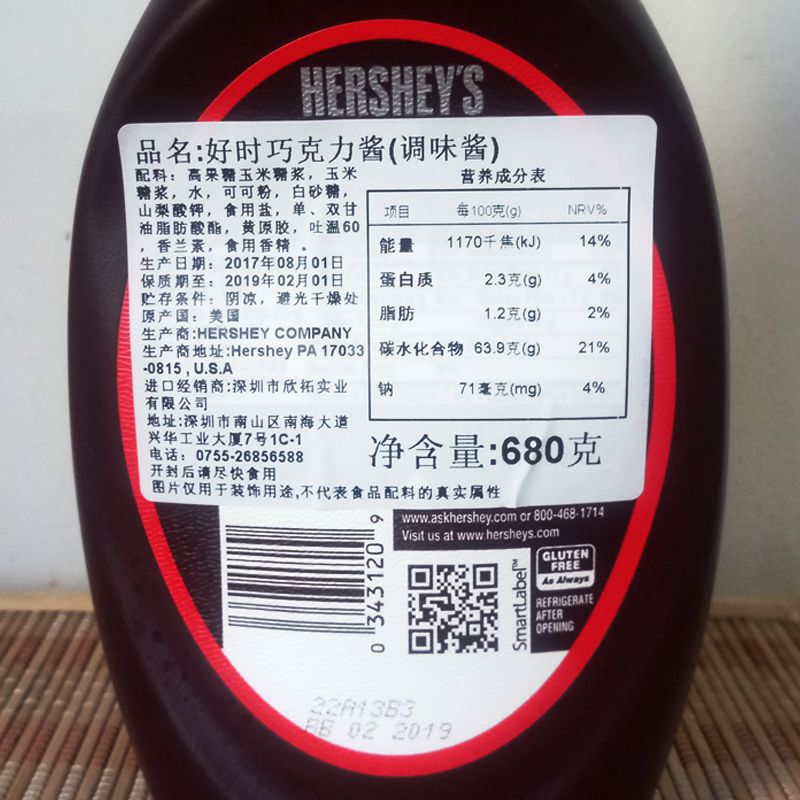 HERSHEY'S
品名:好时巧克力酱(调味酱)
配料：高果糖玉米糖浆，玉米
糖浆，水，可可粉，白砂糖，
山梨酸钾，食用盐，单、双甘
油脂肪酸酯，黄原胶，吐温60
，香兰素，食用香精 。
生产日期：2017年08月01日
保质期至：2019年02月01日
贮存条件：阴凉，避光干燥处
原产国：美国
生产商:HERSHEY COMPANY
生产商地址:Hershey PA 17033
-0815 , U.S.A
进口经销商:深圳市欣拓实业
有限公司
地址:深圳市南山区南海大道
兴华工业大厦7号1C-1
电话：0755-26856588
开封后请尽快食用
图片仅用于装饰用途,不代表食品配料的真实属性
营养成分表
项目 每100克(g) NRV%
能量 1170千焦(kJ) 14%
蛋白质 2.3克(g) 4%
脂肪 1.2克(g) 2%
碳水化合物 63.9克(g) 21%
钠 71毫克(mg) 4%
净含量:680克
www.askhershey.com or 800-468-1714
Visit us at www.hersheys.com
0 343120 9
SmartLabel™
GLUTEN
FREE
As Always
REFRIGERATE
AFTER
OPENING
22A13B3
BB 02 2019